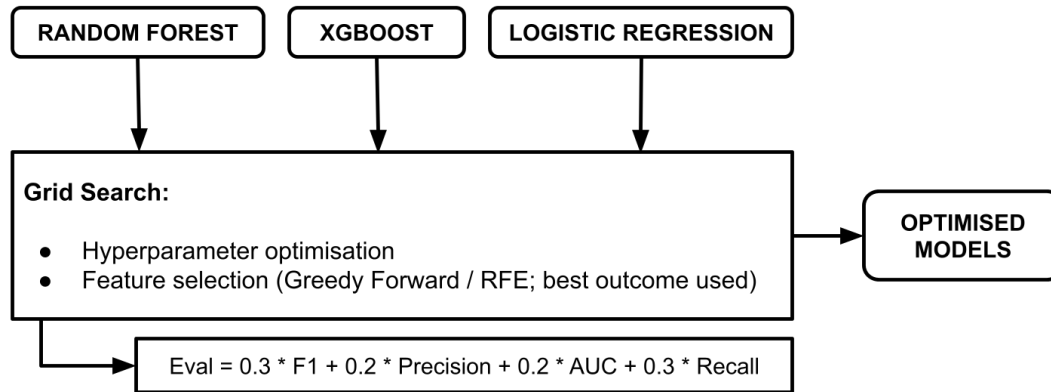 RANDOM FOREST
XGBOOST
LOGISTIC REGRESSION
Grid Search:
● Hyperparameter optimisation
● Feature selection (Greedy Forward / RFE; best outcome used)
OPTIMISED
MODELS
Eval = 0.3 * F1 + 0.2 * Precision + 0.2 * AUC + 0.3 * Recall